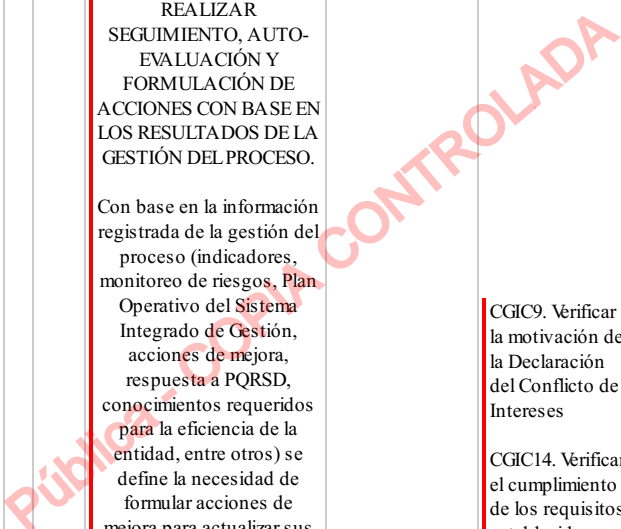 REALIZAR
SEGUIMIENTO, AUTO-
EVALUACIÓN Y
FORMULACIÓN DE
ACCIONES CON BASE EN
LOS RESULTADOS DE LA
GESTIÓN DEL PROCESO.
Con base en la información
registrada de la gestión del
proceso (indicadores,
monitoreo de riesgos, Plan
Operativo del Sistema
Integrado de Gestión,
acciones de mejora,
respuesta a PQRSD,
conocimientos requeridos
para la eficiencia de la
entidad, entre otros) se
define la necesidad de
formular acciones de
mejora para actualizar sus
CGIC9. Verificar
la motivación de
la Declaración
del Conflicto de
Intereses
CGIC14. Verificar
el cumplimiento
de los requisitos
Pública - COPIA CONTROLADA